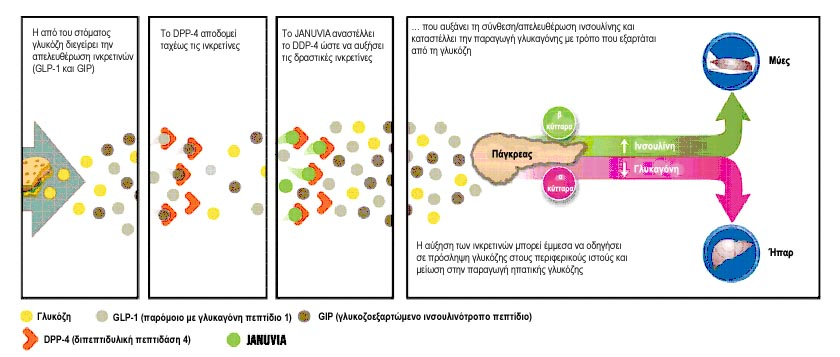 Η από του στόματος
γλυκόζη διεγείρει την
απελευθέρωση ινκρετινών
(GLP-1 και GIP)
Το DPP-4 αποδομεί
ταχέως τις ινκρετίνες
Το JANUVIA αναστέλλει
το DDP-4 ώστε να αυξήσει
τις δραστικές ινκρετίνες
... που αυξάνει τη σύνθεση/απελευθέρωση ινσουλίνης και
καταστέλλει την παραγωγή γλυκαγόνης με τρόπο που εξαρτάται
από τη γλυκόζη
Μύες
β
κύτταρα
Ινσουλίνη
Πάγκρεας
Γλυκαγόνη
α
κύτταρα
Ήπαρ
Η αύξηση των ινκρετινών μπορεί έμμεσα να οδηγήσει
σε πρόσληψη γλυκόζης στους περιφερικούς ιστούς και
μείωση στην παραγωγή ηπατικής γλυκόζης
Γλυκόζη
GLP-1 (παρόμοιο με γλυκαγόνη πεπτίδιο 1)
GIP (γλυκοζοεξαρτώμενο ινσουλινότροπο πεπτίδιο)
DPP-4 (διπεπτιδυλική πεπτιδάση 4)
JANUVIA